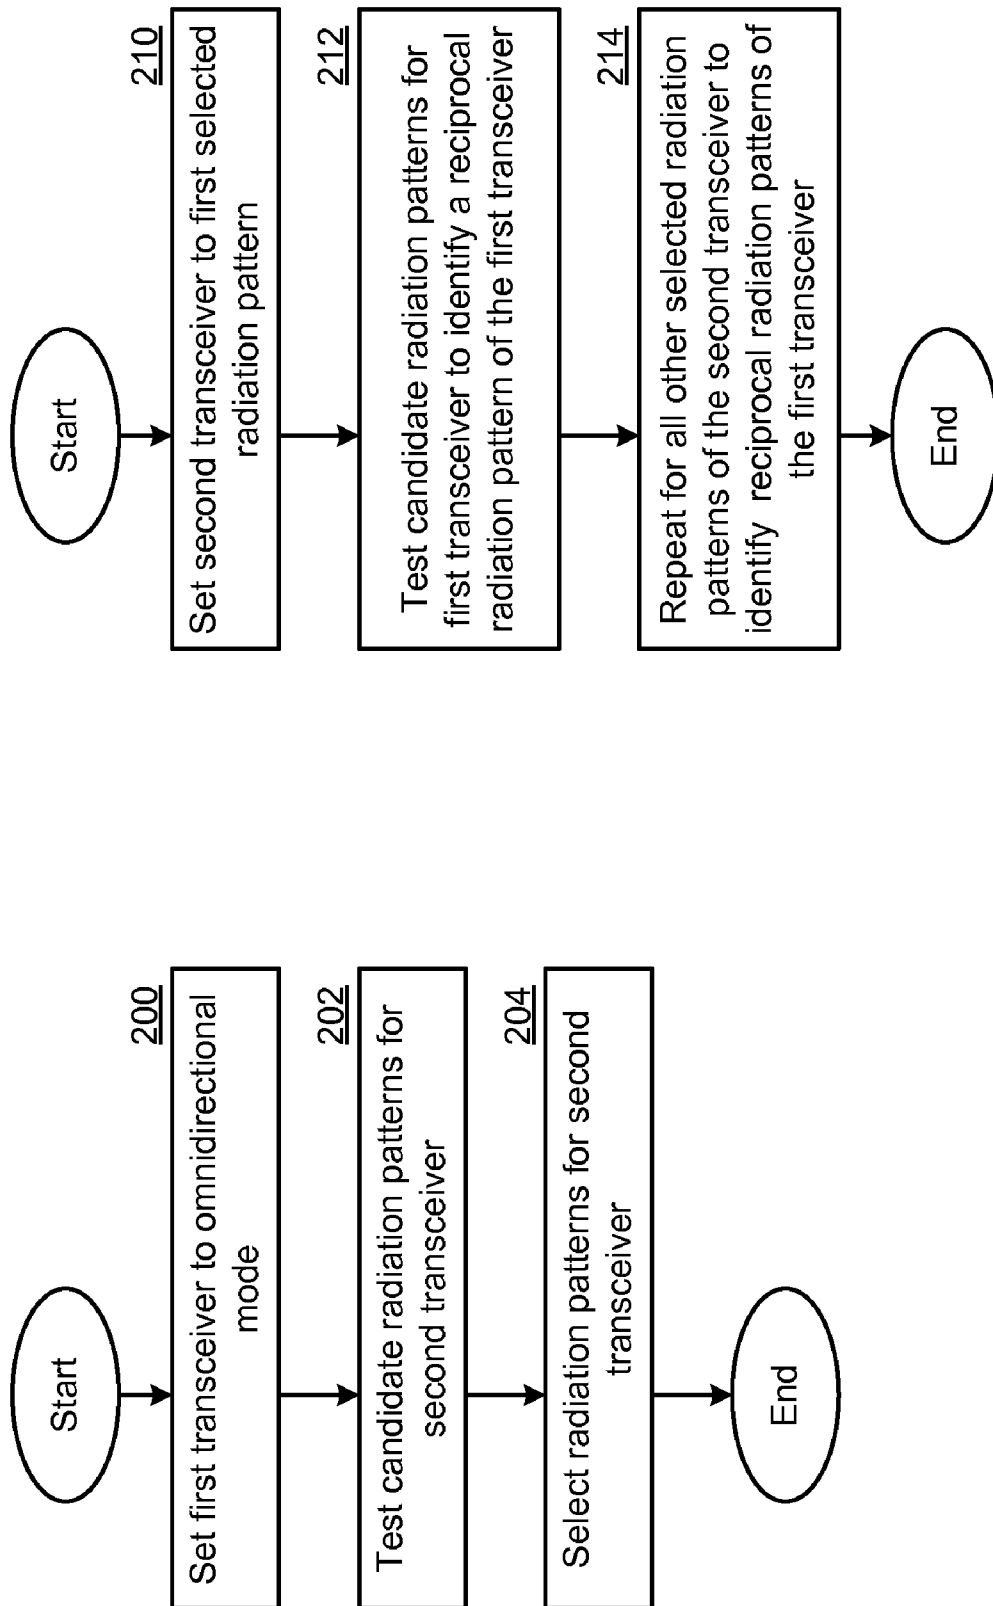 Start
200
Set first transceiver to omnidirectional
mode
202
Test candidate radiation patterns for
second transceiver
204
Select radiation patterns for second
transceiver
End
Start
210
Set second transceiver to first selected
radiation pattern
212
Test candidate radiation patterns for
first transceiver to identify a reciprocal
radiation pattern of the first transceiver
214
Repeat for all other selected radiation
patterns of the second transceiver to
identify reciprocal radiation patterns of
the first transceiver
End